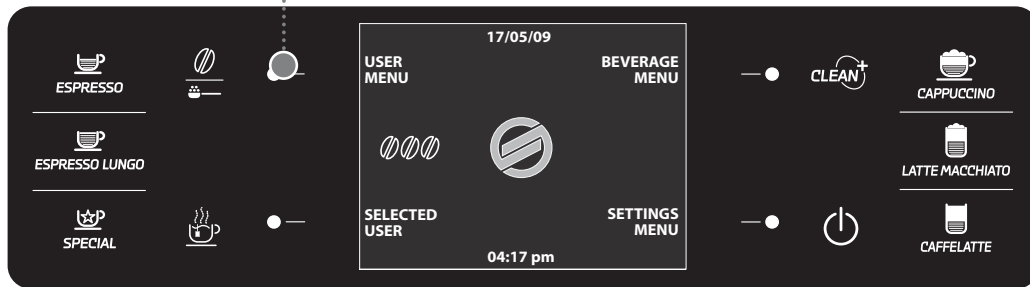 17/05/09
USER
MENU
BEVERAGE
MENU
ESPRESSO
CLEAN+
CAPPUCCINO
ESPRESSO LUNGO
LATTE MACCHIATO
SELECTED
USER
SETTINGS
MENU
SPECIAL
CAFFELATTE
04:17 pm